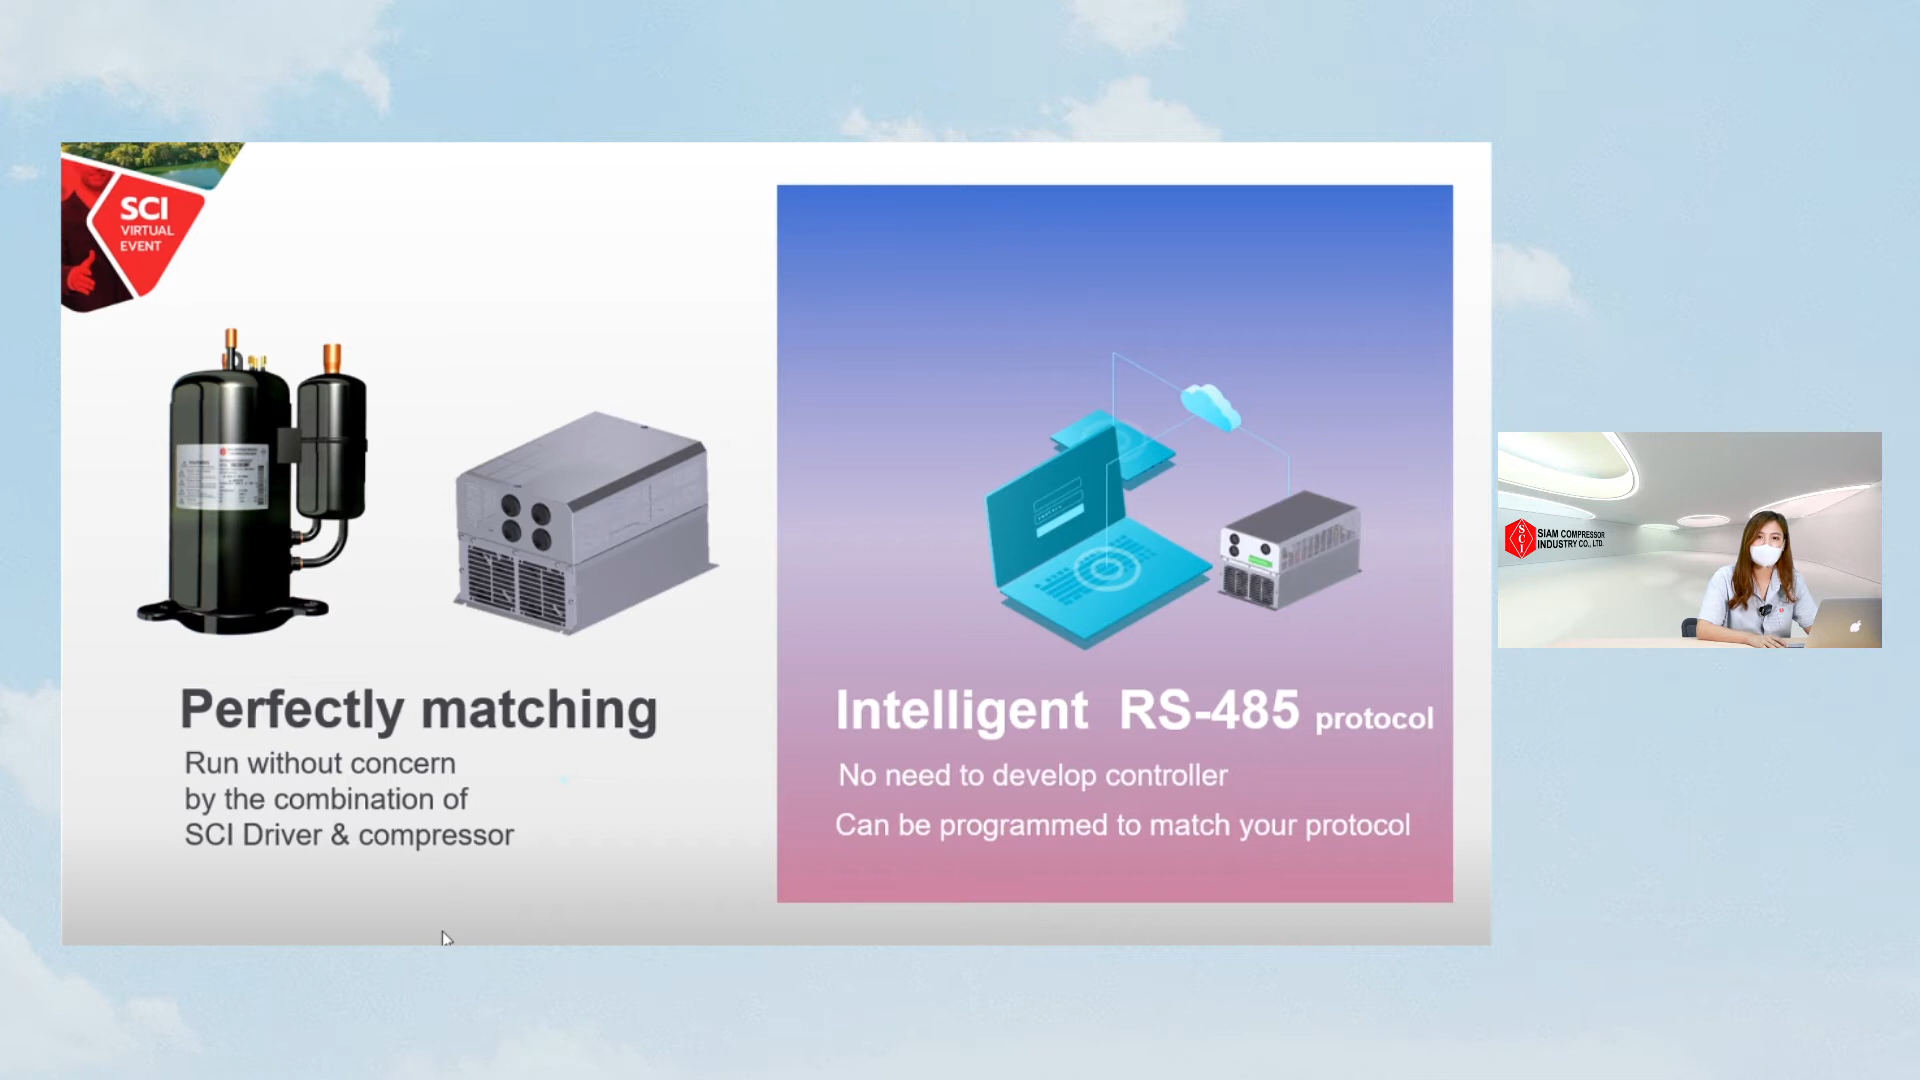 SCI
VIRTUAL
EVENT
Perfectly matching
Run without concern
by the combination of
SCI Driver & compressor
Intelligent RS-485 protocol
No need to develop controller
Can be programmed to match your protocol
SCI
SIAM COMPRESSOR
INDUSTRY CO., LTD.